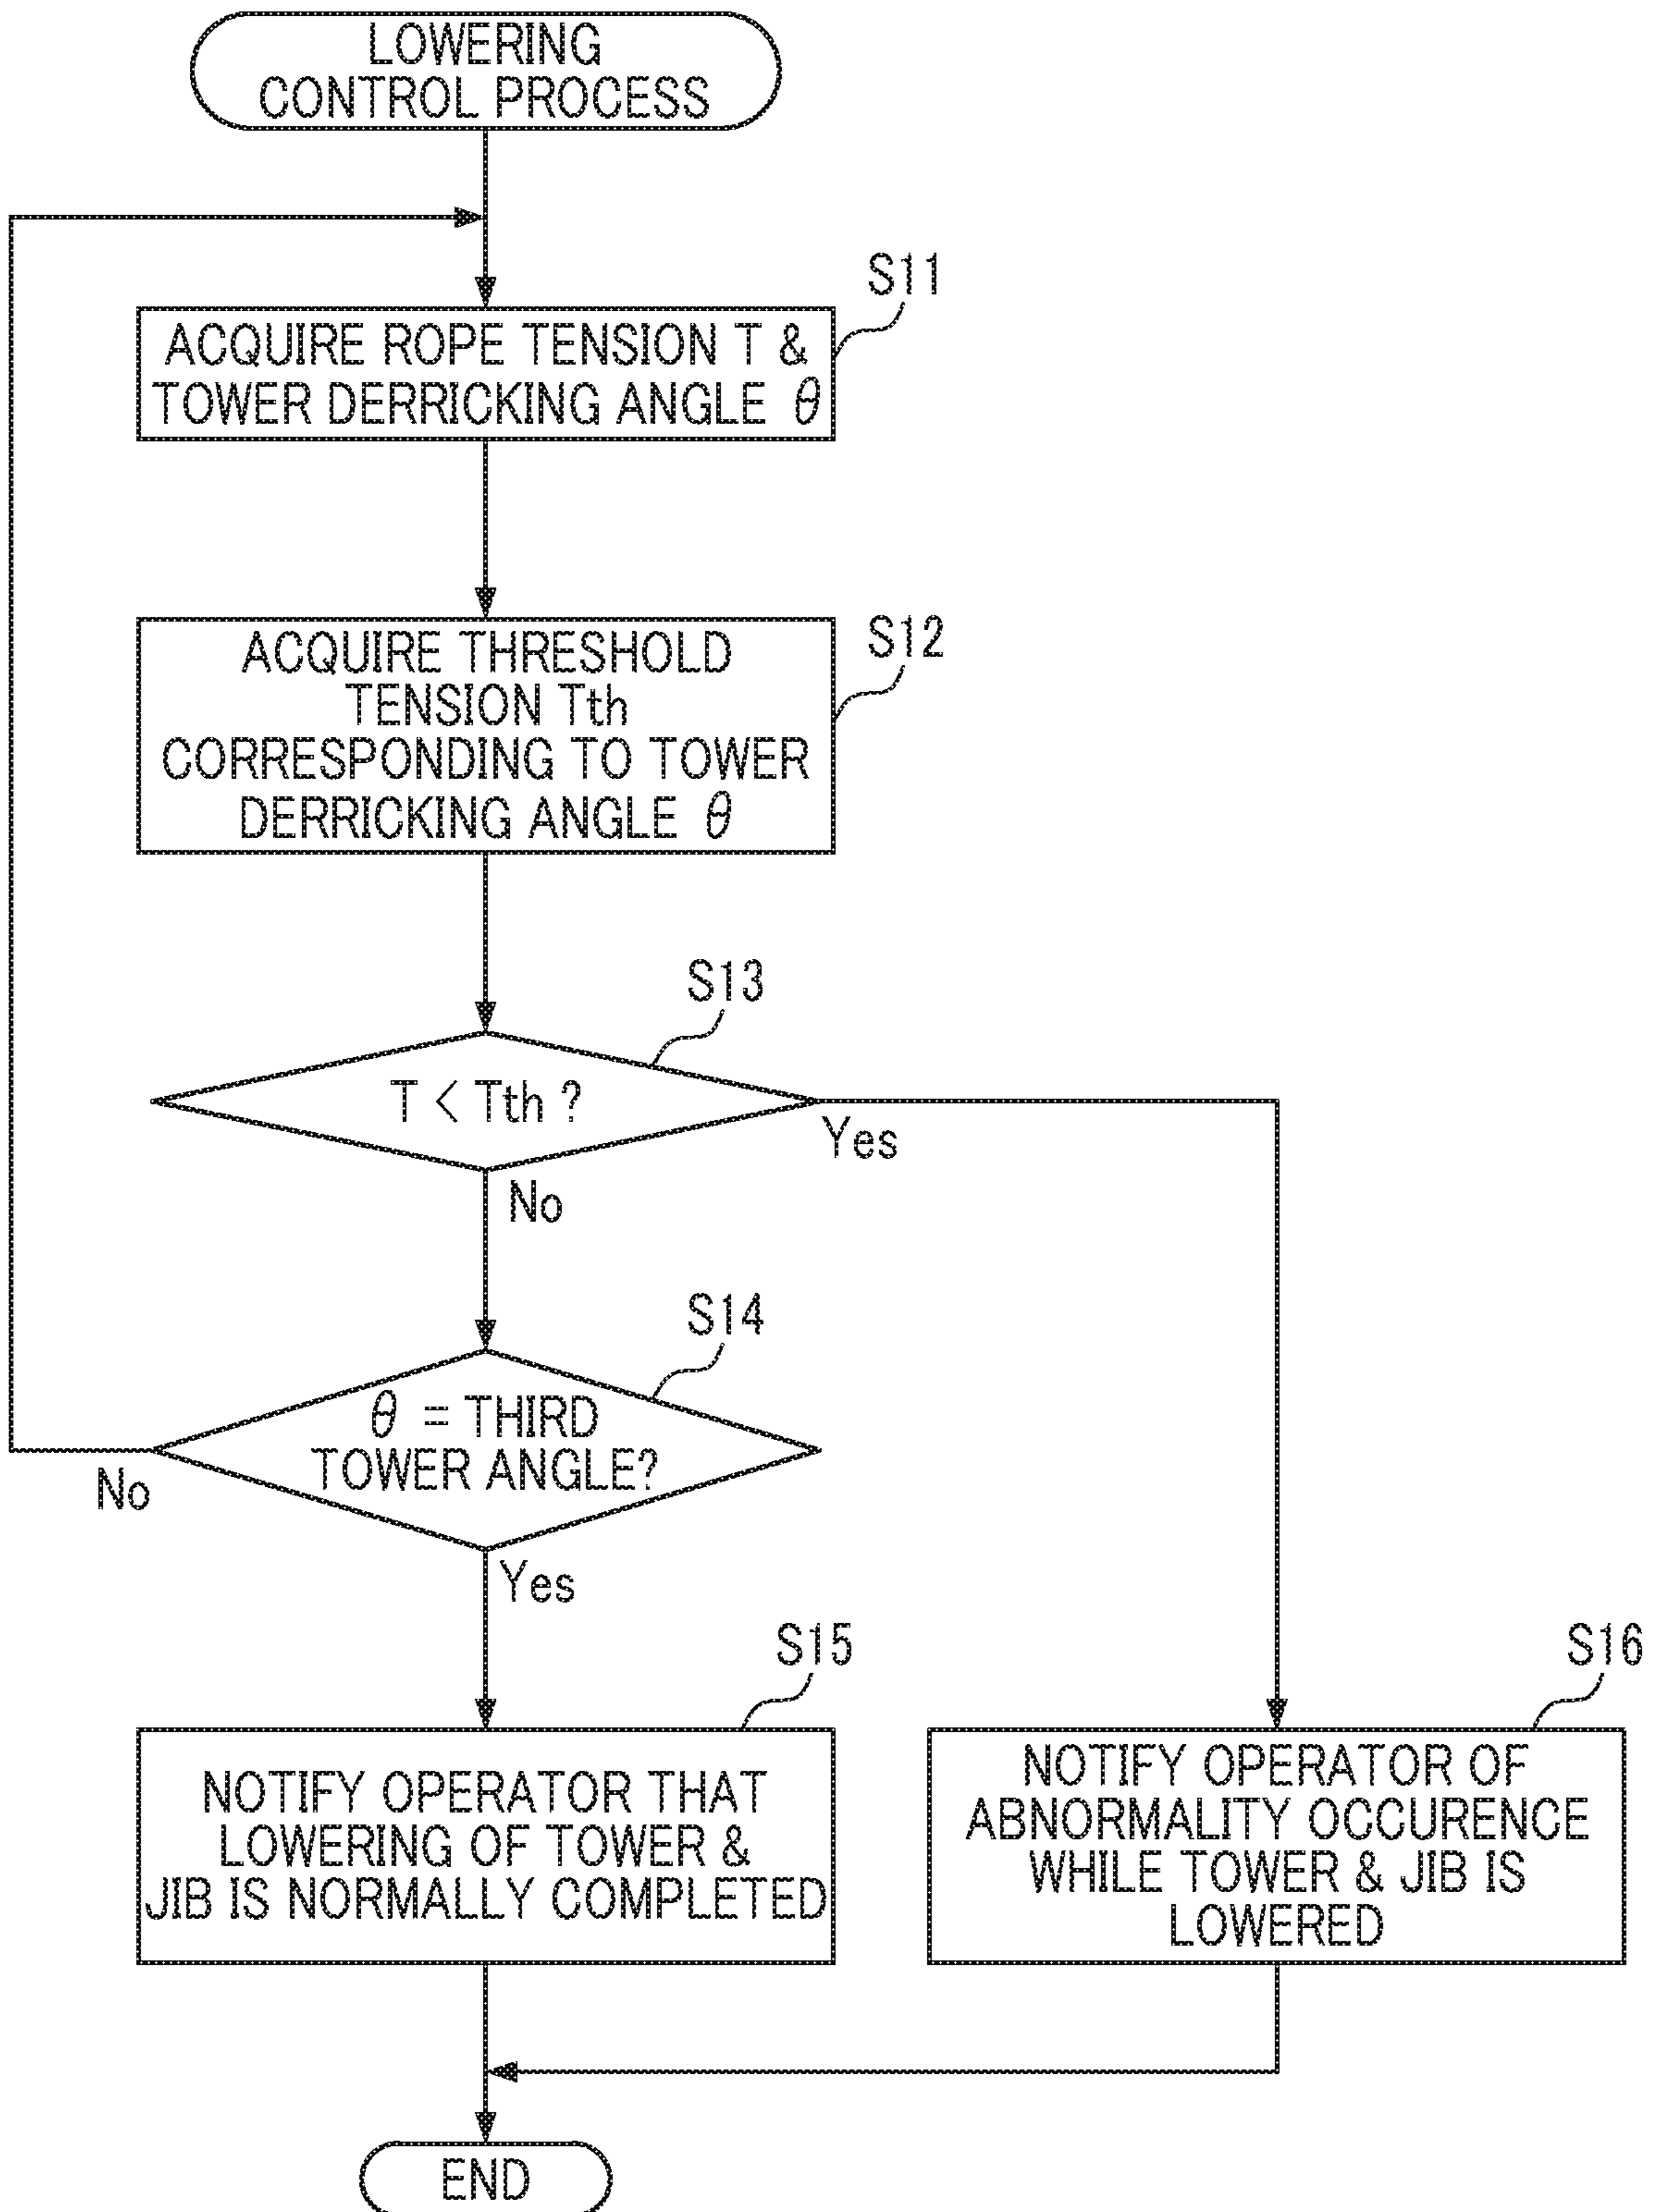 LOWERING
CONTROL PROCESS
S11
ACQUIRE ROPE TENSION T &
TOWER DERRICKING ANGLE θ
S12
ACQUIRE THRESHOLD
TENSION Tth
CORRESPONDING TO TOWER
DERRICKING ANGLE θ
S13
T < Tth ?
Yes
No
S14
θ = THIRD
TOWER ANGLE?
No
Yes
S15
NOTIFY OPERATOR THAT
LOWERING OF TOWER &
JIB IS NORMALLY COMPLETED
S16
NOTIFY OPERATOR OF
ABNORMALITY OCCURENCE
WHILE TOWER & JIB IS
LOWERED
END